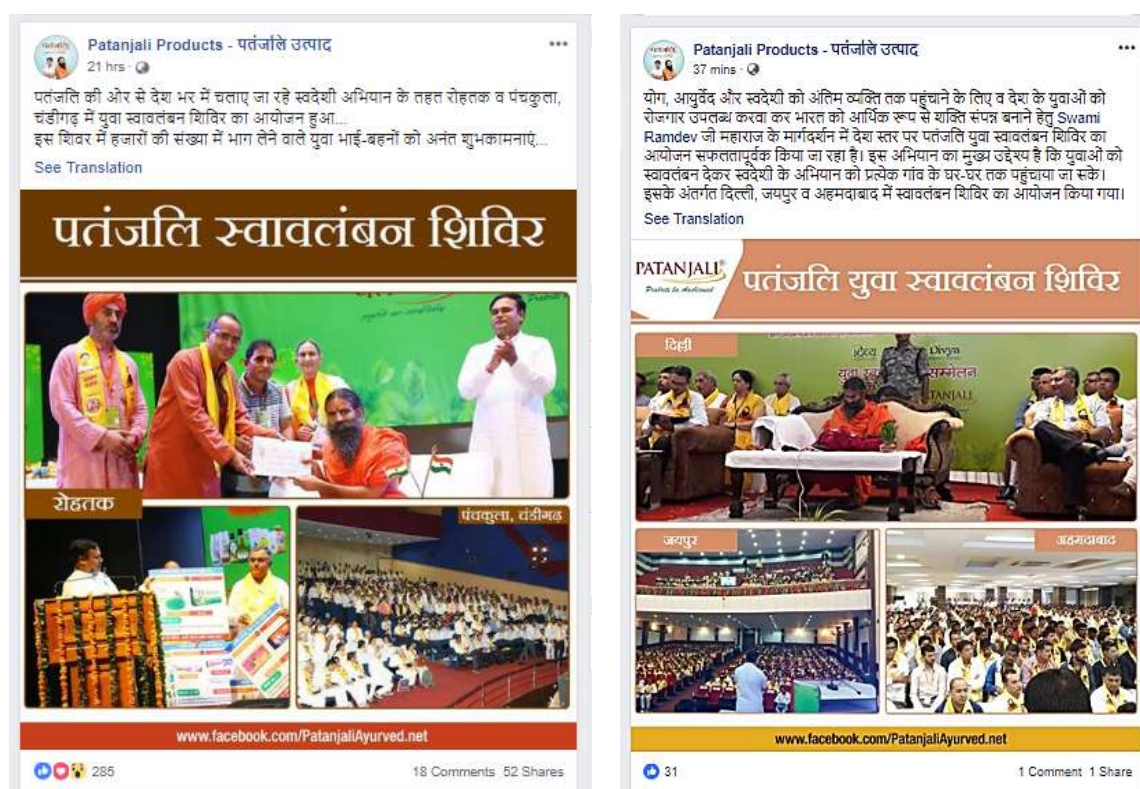 Patanjali Products - पतंजलि उत्पाद
21 hrs ·
पतंजलि की ओर से देश भर में चलाए जा रहे स्वदेशी अभियान के तहत रोहतक व पंचकुला,
चंडीगढ़ में युवा स्वावलंबन शिविर का आयोजन हुआ...
इस शिवर में हजारों की संख्या में भाग लेने वाले युवा भाई-बहनों को अनंत शुभकामनाएं...
See Translation
पतंजलि स्वावलंबन शिविर
रोहतक
पंचकुला, चंडीगढ़
www.facebook.com/PatanjaliAyurved.net
285
18 Comments 52 Shares
Patanjali Products - पतंजलि उत्पाद
37 mins ·
योग, आयुर्वेद और स्वदेशी को अंतिम व्यक्ति तक पहुंचाने के लिए व देश के युवाओं को
रोजगार उपलब्ध करवा कर भारत को आर्थिक रूप से शक्ति संपन्न बनाने हेतु Swami
Ramdev जी महाराज के मार्गदर्शन में देश स्तर पर पतंजलि युवा स्वावलंबन शिविर का
आयोजन सफलतापूर्वक किया जा रहा है। इस अभियान का मुख्य उद्देश्य है कि युवाओं को
स्वावलंबन देकर स्वदेशी के अभियान को प्रत्येक गांव के घर-घर तक पहुंचाया जा सके।
इसके अंतर्गत दिल्ली, जयपुर व अहमदाबाद में स्वावलंबन शिविर का आयोजन किया गया।
See Translation
PATANJALI®
पतंजलि युवा स्वावलंबन शिविर
दिल्ली
Divya
युवा
सम्मेलन
जयपुर
अहमदाबाद
www.facebook.com/PatanjaliAyurved.net
31
1 Comment 1 Share